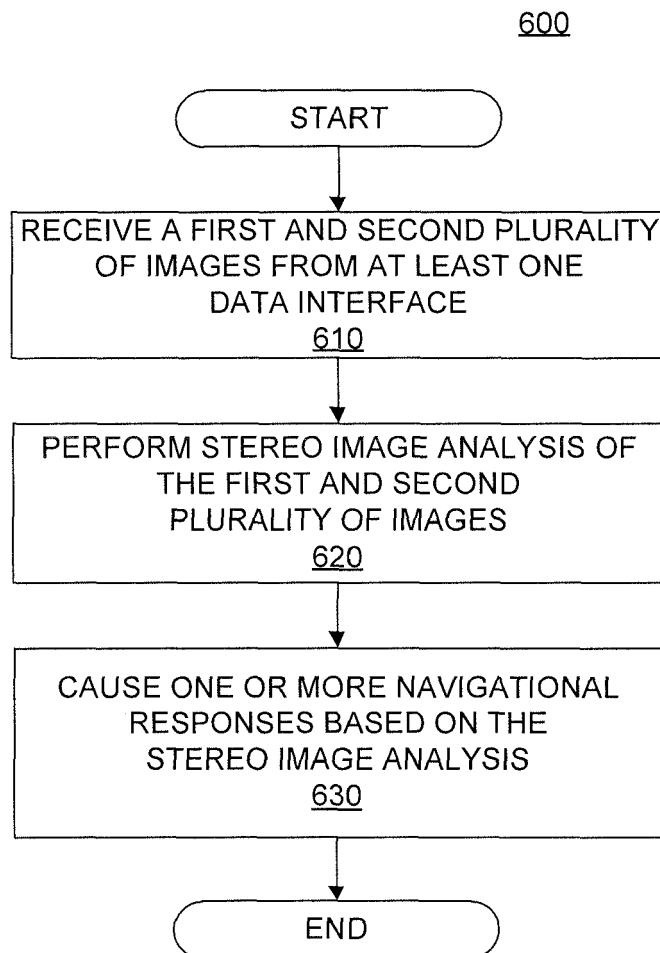 600
START
RECEIVE A FIRST AND SECOND PLURALITY
OF IMAGES FROM AT LEAST ONE
DATA INTERFACE
610
PERFORM STEREO IMAGE ANALYSIS OF
THE FIRST AND SECOND
PLURALITY OF IMAGES
620
CAUSE ONE OR MORE NAVIGATIONAL
RESPONSES BASED ON THE
STEREO IMAGE ANALYSIS
630
END